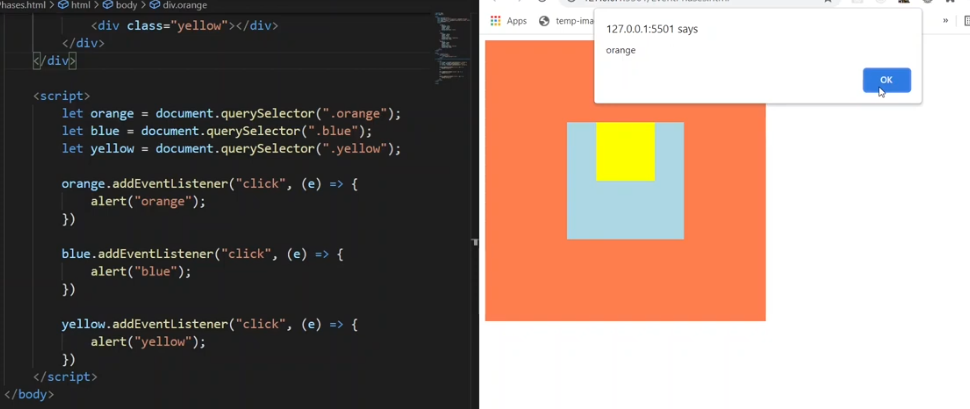 Phases.html > html > body > div.orange
<div class="yellow"></div>
</div>
</div>
<script>
let orange = document.querySelector(".orange");
let blue = document.querySelector(".blue");
let yellow = document.querySelector(".yellow");
orange.addEventListener("click", (e) => {
alert("orange");
})
blue.addEventListener("click", (e) => {
alert("blue");
})
yellow.addEventListener("click", (e) => {
alert("yellow");
})
</script>
</body>
Apps
temp-ima
»
127.0.0.1:5501 says
orange
OK